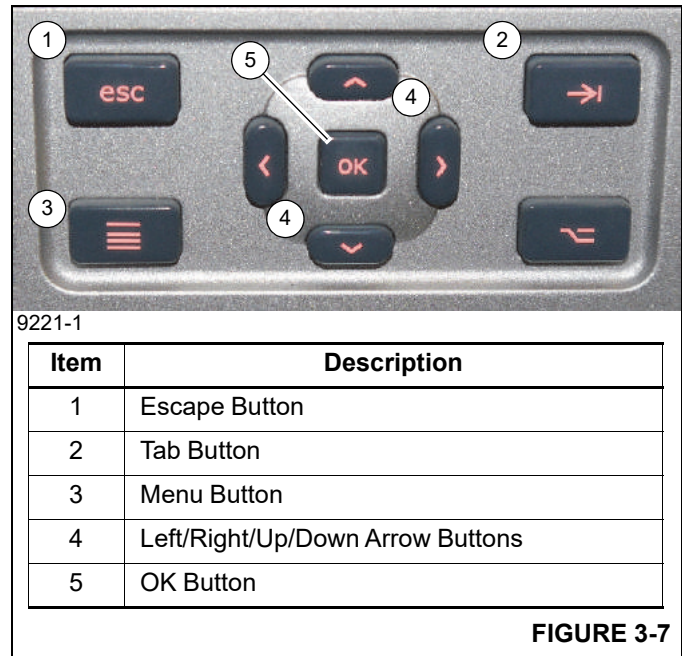 1
2
5
esc
4
OK
3
4
9221-1
Item Description
1 Escape Button
2 Tab Button
3 Menu Button
4 Left/Right/Up/Down Arrow Buttons
5 OK Button
FIGURE 3-7